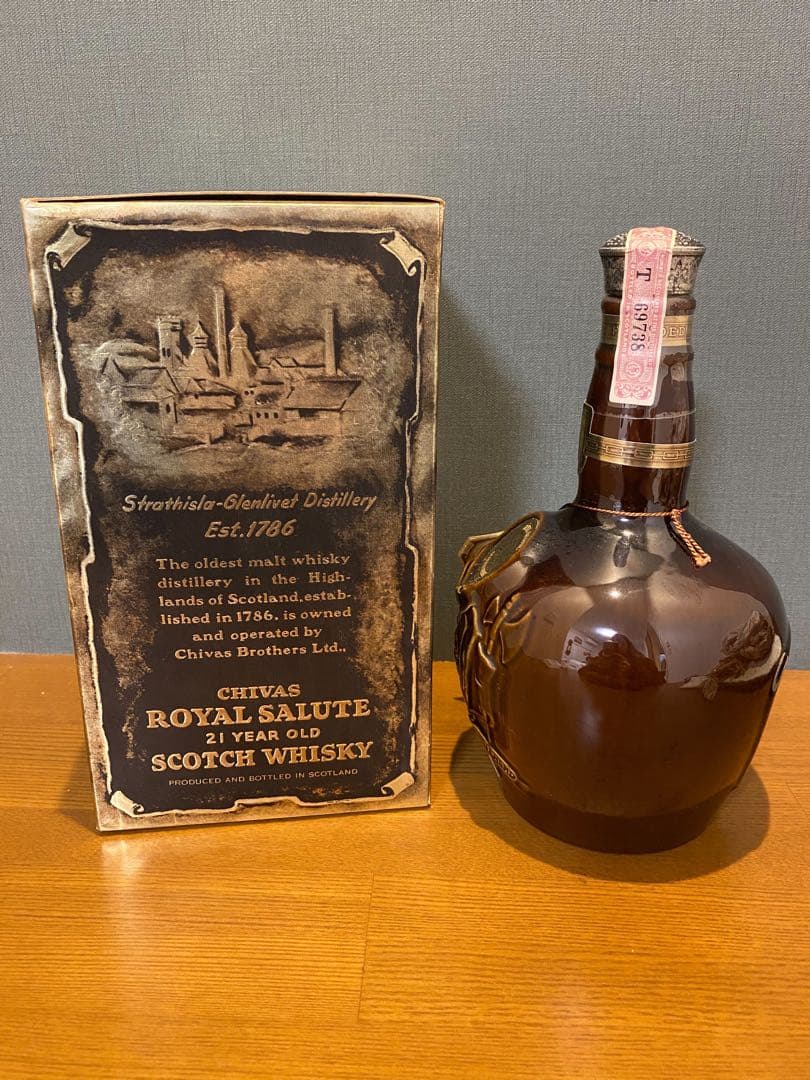 Strathisla-Glenlivet Distillery
Est. 1786
The oldest malt whisky
distillery in the High-
lands of Scotland, estab-
lished in 1786, is owned
and operated by
Chivas Brothers Ltd.,
CHIVAS
ROYAL SALUTE
21 YEAR OLD
SCOTCH WHISKY
PRODUCED AND BOTTLED IN SCOTLAND
T 69738